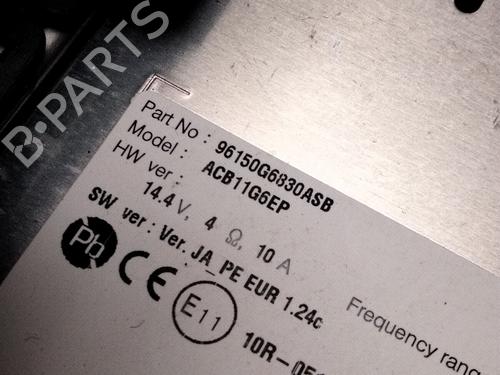 B-PARTS
Part No : 96150G6830ASB
Model : ACB11G6EP
HW ver :
14.4 V, 4 Ω, 10 A
SW ver : Ver. JA_PE EUR 1.24c
Pb CE E11
Frequency rang
10R-05